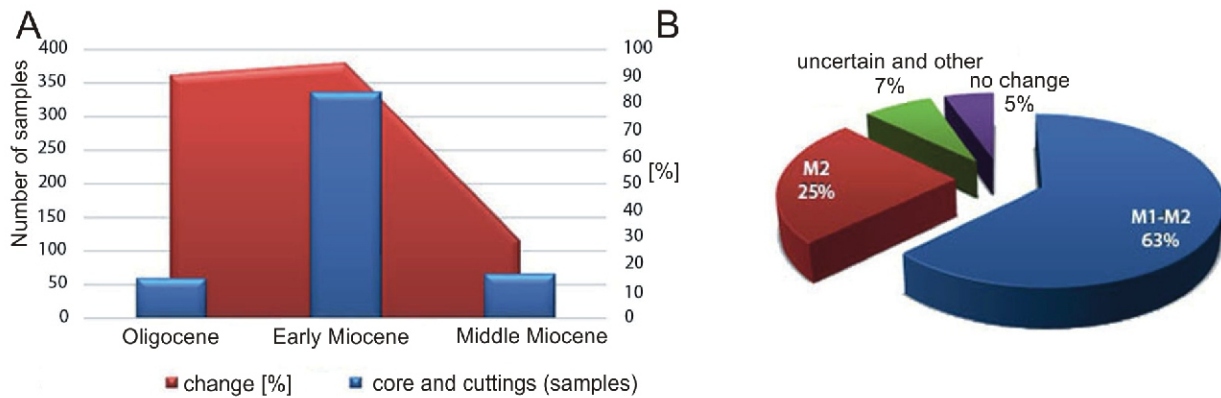 A
Number of samples
400
350
300
250
200
150
100
50
0
100
90
80
70
60
50
40
30
20
10
0
[%]
Oligocene Early Miocene Middle Miocene
change [%] core and cuttings (samples)
B
uncertain and other
7%
no change
5%
M2
25%
M1-M2
63%